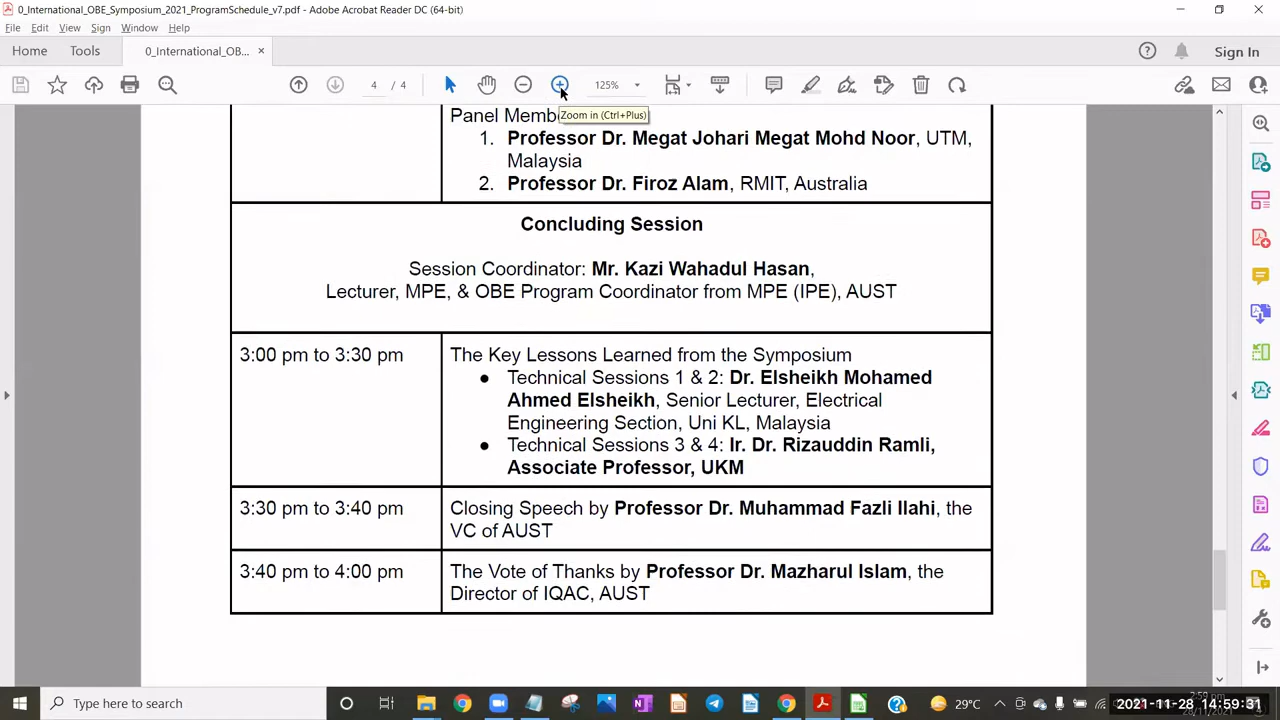 0_International_OBE_Symposium_2021_ProgramSchedule_v7.pdf - Adobe Acrobat Reader DC (64-bit)
File Edit View Sign Window Help
Home Tools 0_International_OB... × Sign In
4 / 4 125%
Zoom in (Ctrl+Plus)
Panel Memb
1. Professor Dr. Megat Johari Megat Mohd Noor, UTM,
Malaysia
2. Professor Dr. Firoz Alam, RMIT, Australia
Concluding Session
Session Coordinator: Mr. Kazi Wahadul Hasan,
Lecturer, MPE, & OBE Program Coordinator from MPE (IPE), AUST
3:00 pm to 3:30 pm
The Key Lessons Learned from the Symposium
● Technical Sessions 1 & 2: Dr. Elsheikh Mohamed
Ahmed Elsheikh, Senior Lecturer, Electrical
Engineering Section, Uni KL, Malaysia
● Technical Sessions 3 & 4: Ir. Dr. Rizauddin Ramli,
Associate Professor, UKM
3:30 pm to 3:40 pm
Closing Speech by Professor Dr. Muhammad Fazli Ilahi, the
VC of AUST
3:40 pm to 4:00 pm
The Vote of Thanks by Professor Dr. Mazharul Islam, the
Director of IQAC, AUST
Type here to search
29°C
2021-11-28 14:59:31